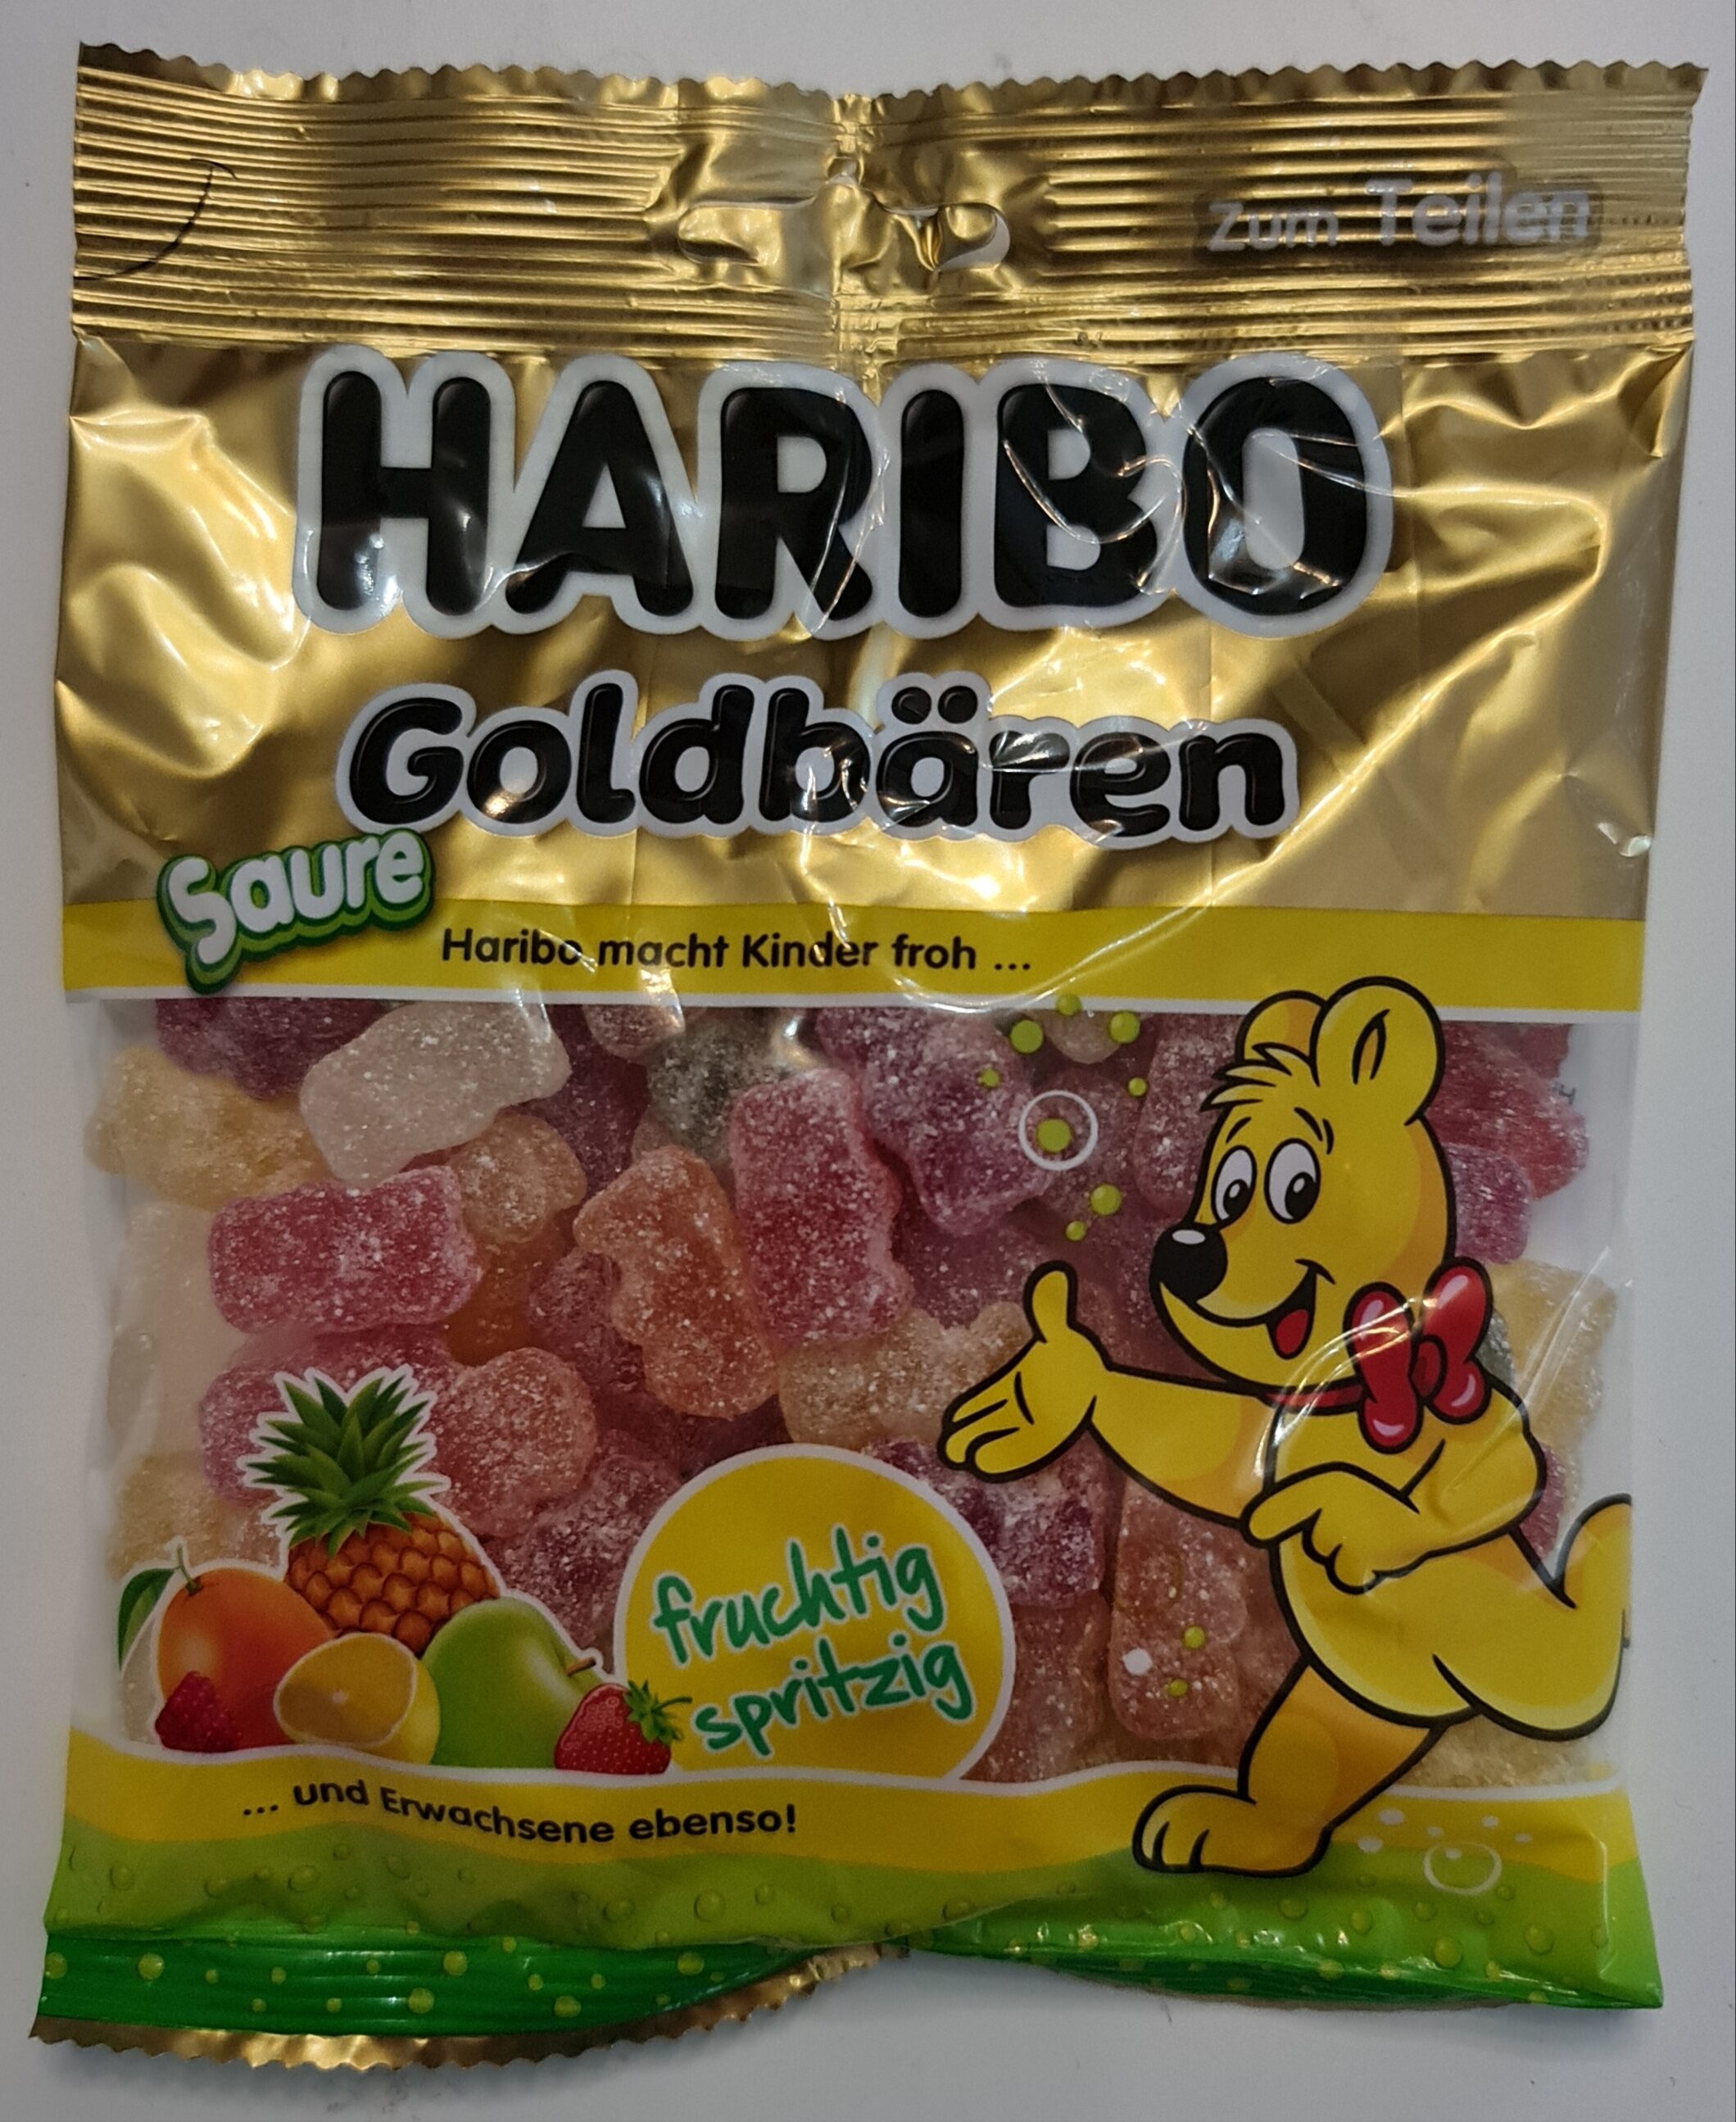 Zum Teilen
HARIBO
Goldbären
Saure
Haribo macht Kinder froh ...
fruchtig
spritzig
... und Erwachsene ebenso!